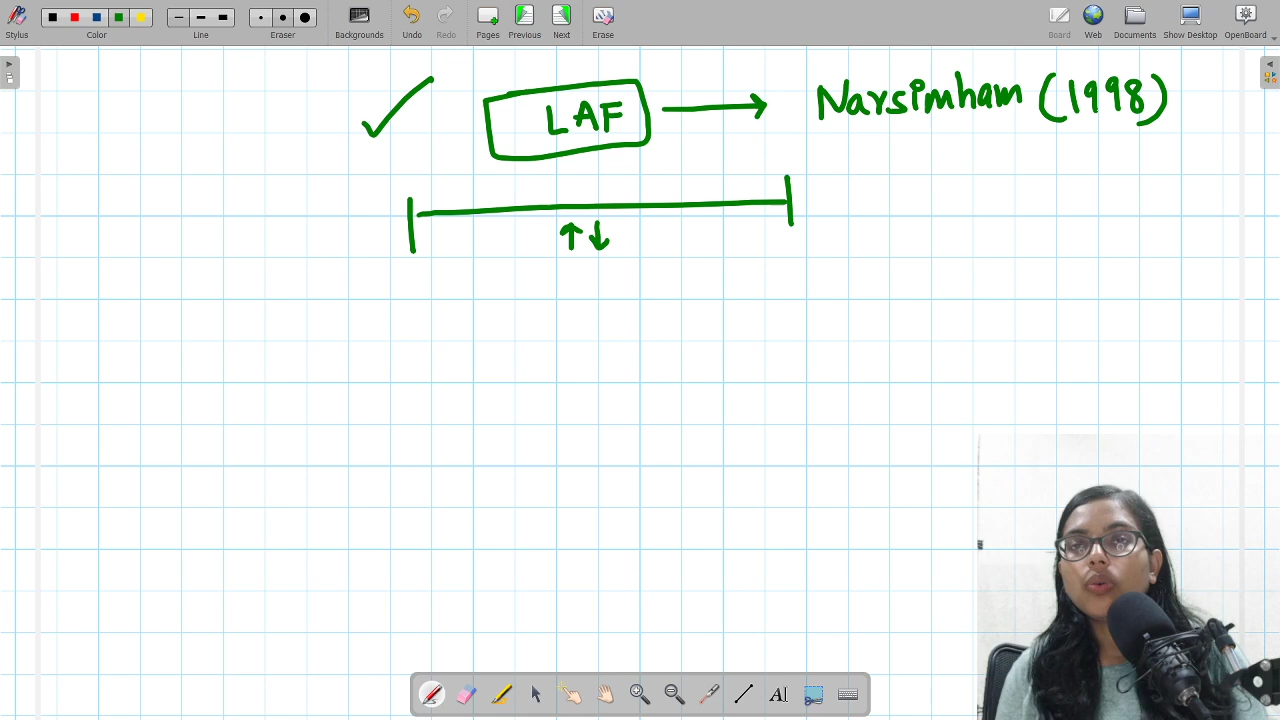 Stylus Color Line Eraser Backgrounds Undo Redo Pages Previous Next Erase Board Web Documents Show Desktop OpenBoard
LAF → Narsimham (1998)
↑↓
AI